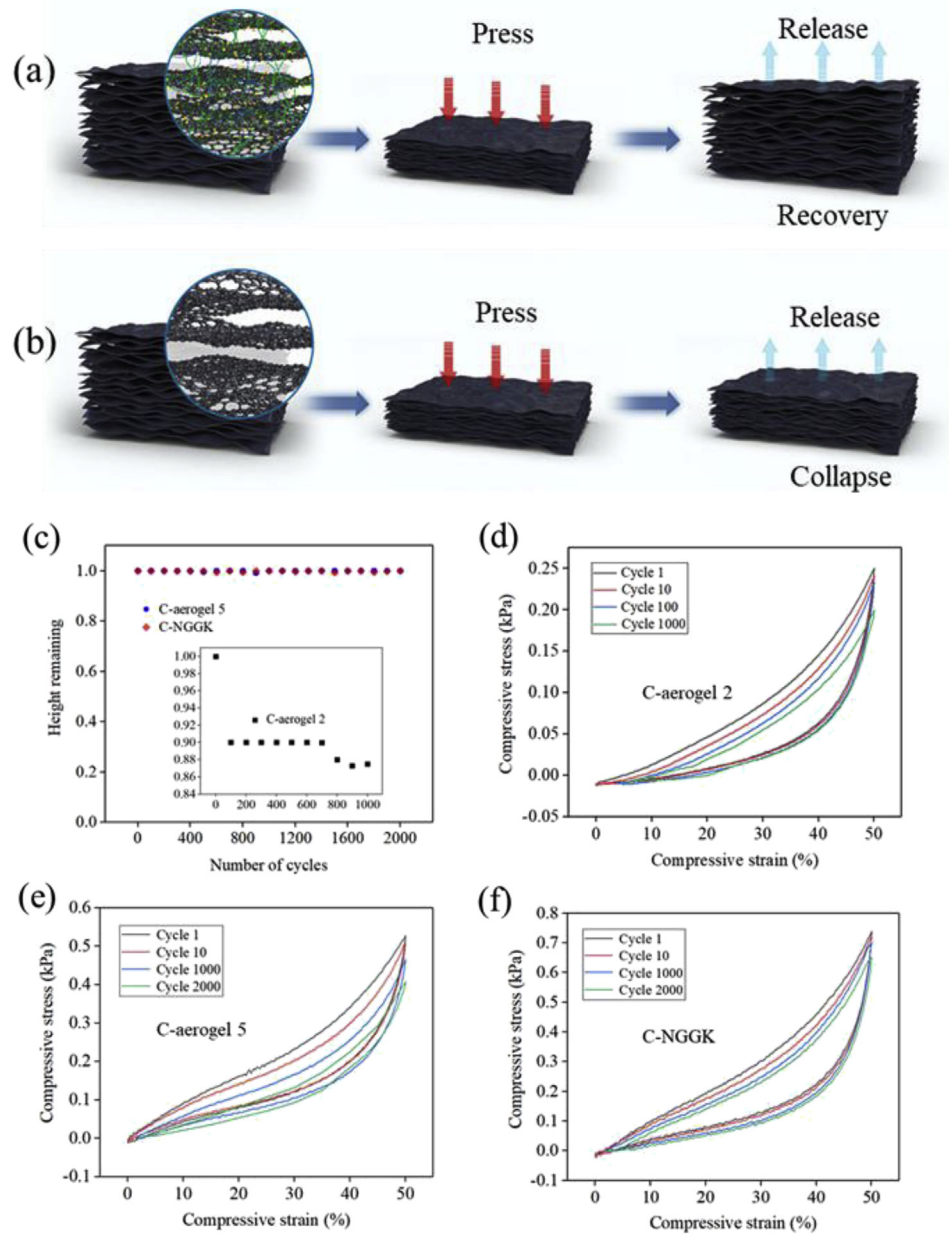 (a)
Press
Release
Recovery
(b)
Press
Release
Collapse
(c)
Height remaining
1.0
0.8
0.6
0.4
0.2
0.0
C-aerogel 5
C-NGGK
1.00
0.98
0.96
0.94
0.92
0.90
0.88
0.86
0.84
C-aerogel 2
0 200 400 600 800 1000
0 400 800 1200 1600 2000
Number of cycles
(d)
Compressive stress (kPa)
0.25
0.20
0.15
0.10
0.05
0.00
-0.05
Cycle 1
Cycle 10
Cycle 100
Cycle 1000
C-aerogel 2
0 10 20 30 40 50
Compressive strain (%)
(e)
Compressive stress (kPa)
0.6
0.5
0.4
0.3
0.2
0.1
0.0
-0.1
Cycle 1
Cycle 10
Cycle 1000
Cycle 2000
C-aerogel 5
0 10 20 30 40 50
Compressive strain (%)
(f)
Compressive stress (kPa)
0.8
0.7
0.6
0.5
0.4
0.3
0.2
0.1
0.0
-0.1
Cycle 1
Cycle 10
Cycle 1000
Cycle 2000
C-NGGK
0 10 20 30 40 50
Compressive strain (%)